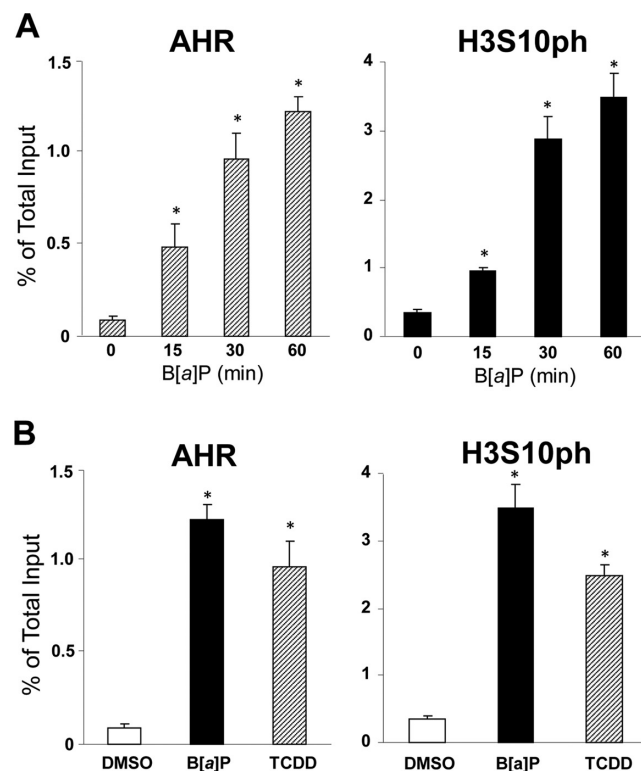 A
AHR
H3S10ph
% of Total Input
1.5
1.0
0.5
0
*
*
*
0 15 30 60
B[a]P (min)
4
3
2
1
0
*
*
*
0 15 30 60
B[a]P (min)
B
AHR
H3S10ph
% of Total Input
1.5
1.0
0.5
0
*
*
DMSO B[a]P TCDD
4
3
2
1
0
*
*
DMSO B[a]P TCDD